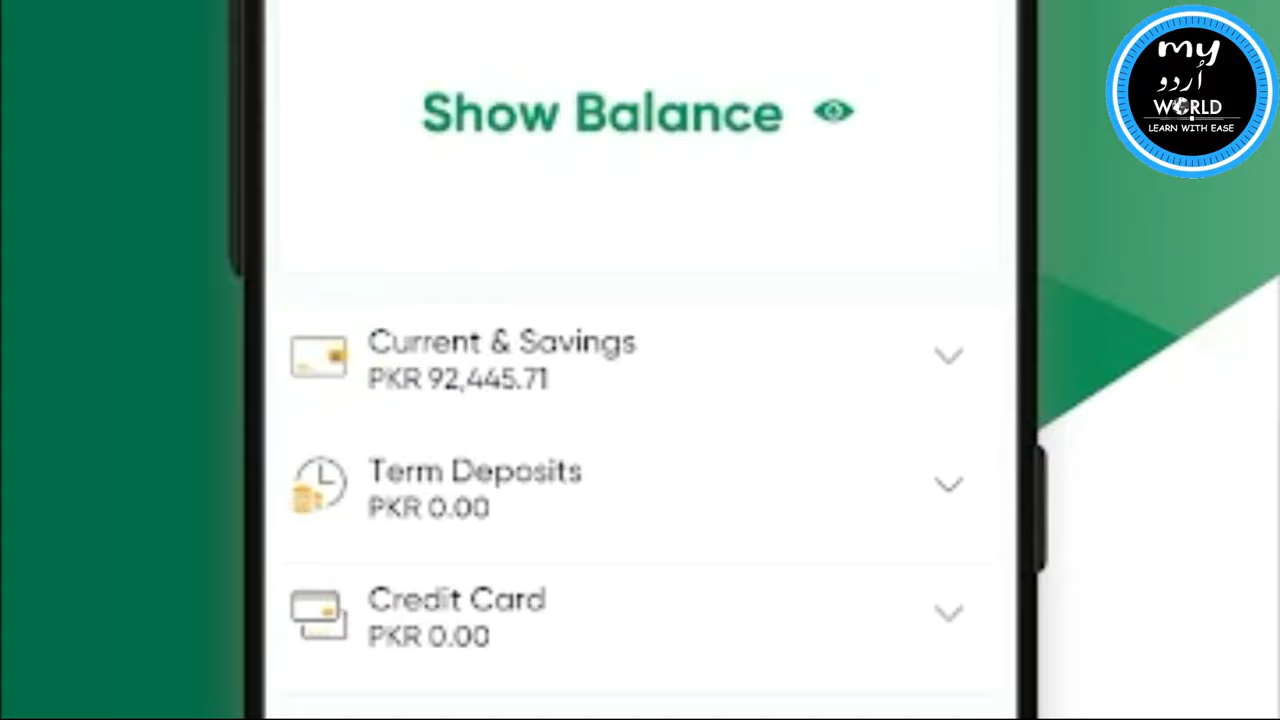 Show Balance
Current & Savings
PKR 92,445.71
Term Deposits
PKR 0.00
Credit Card
PKR 0.00
my
اُردو
WORLD
LEARN WITH EASE